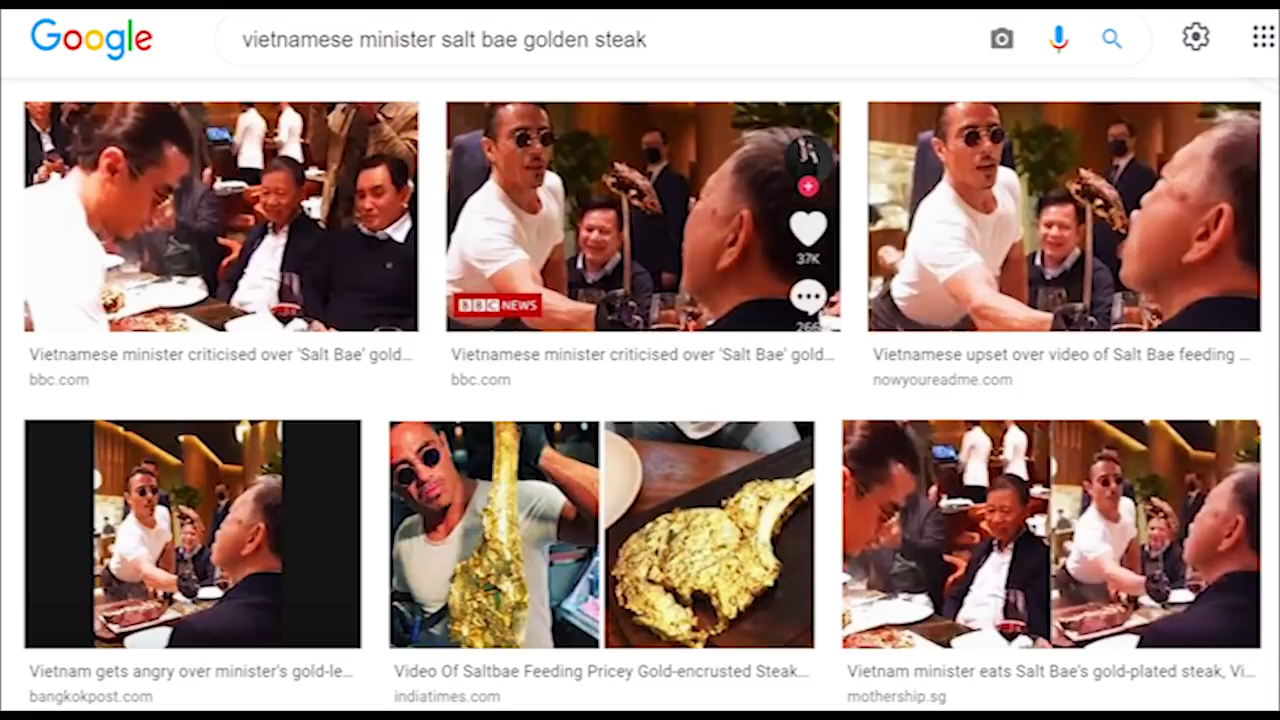 Google
vietnamese minister salt bae golden steak
37K
BBC NEWS
Vietnamese minister criticised over 'Salt Bae' gold...
bbc.com
Vietnamese minister criticised over 'Salt Bae' gold...
bbc.com
Vietnamese upset over video of Salt Bae feeding ...
nowyoureadme.com
Vietnam gets angry over minister's gold-le...
bangkokpost.com
Video Of Saltbae Feeding Pricey Gold-encrusted Steak...
indiatimes.com
Vietnam minister eats Salt Bae's gold-plated steak, Vi...
mothership.sg